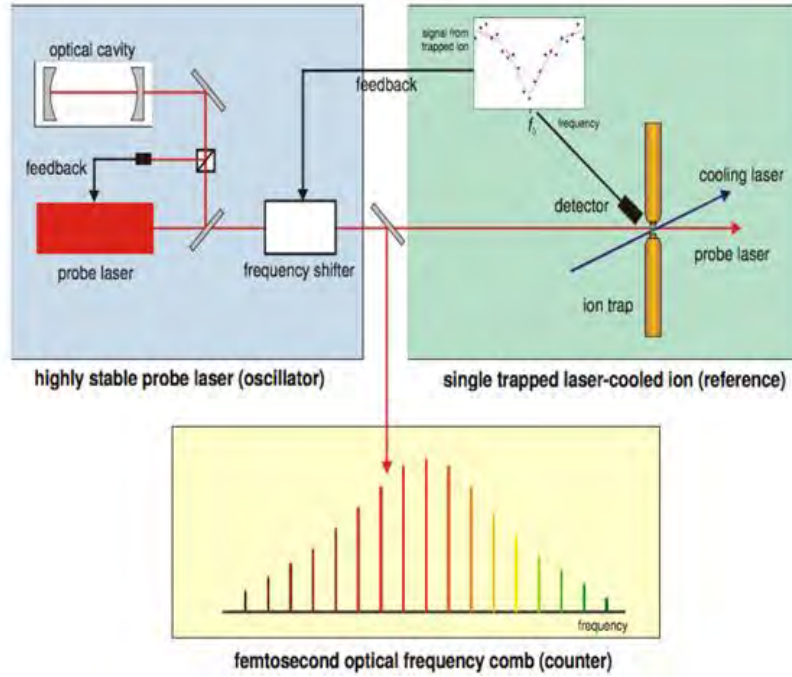 optical cavity
feedback
probe laser
frequency shifter
highly stable probe laser (oscillator)
signal from
trapped ion
feedback
f₀
frequency
detector
cooling laser
probe laser
ion trap
single trapped laser-cooled ion (reference)
frequency
femtosecond optical frequency comb (counter)